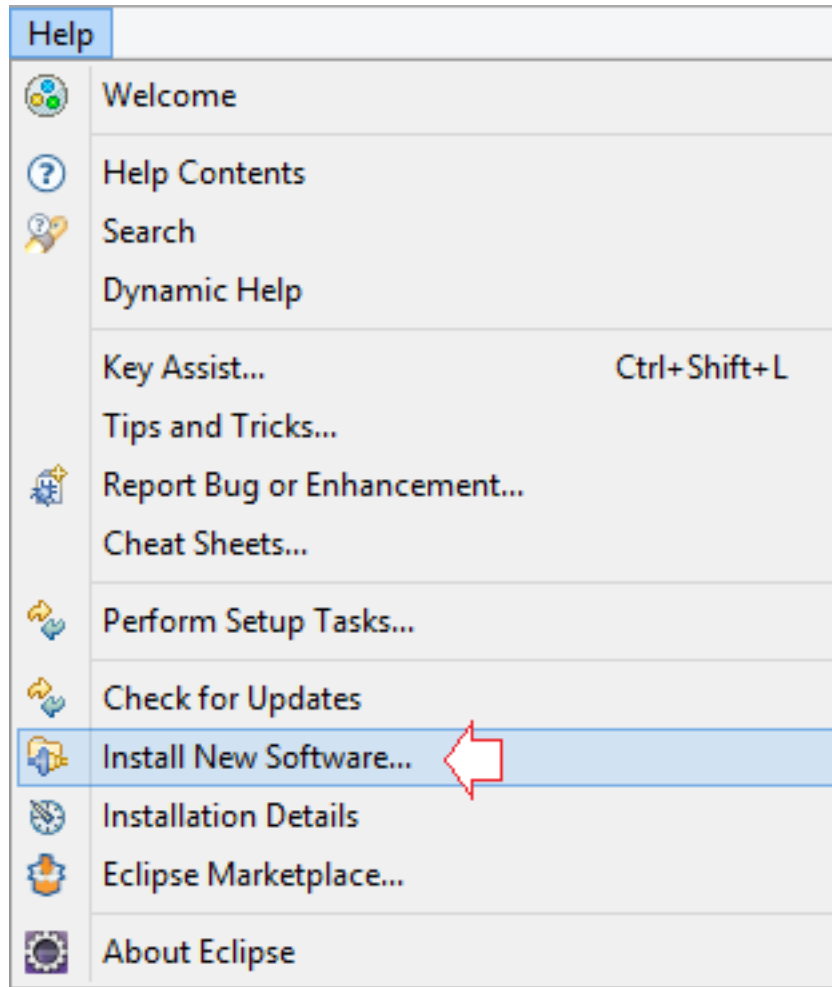 Help
Welcome
Help Contents
Search
Dynamic Help
Key Assist... Ctrl+Shift+L
Tips and Tricks...
Report Bug or Enhancement...
Cheat Sheets...
Perform Setup Tasks...
Check for Updates
Install New Software...
Installation Details
Eclipse Marketplace...
About Eclipse